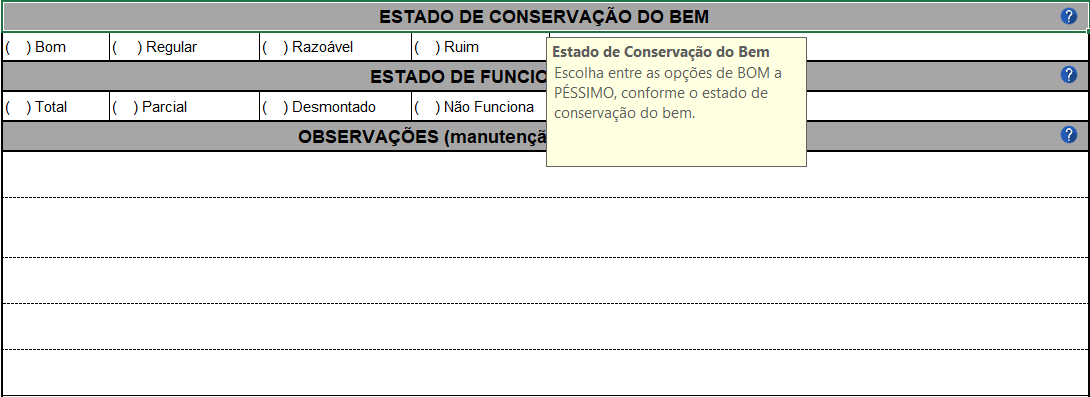 ESTADO DE CONSERVAÇÃO DO BEM ?
( ) Bom ( ) Regular ( ) Razoável ( ) Ruim
Estado de Conservação do Bem
Escolha entre as opções de BOM a
PÉSSIMO, conforme o estado de
conservação do bem.
ESTADO DE FUNCIO ?
( ) Total ( ) Parcial ( ) Desmontado ( ) Não Funciona
OBSERVAÇÕES (manutençã ?